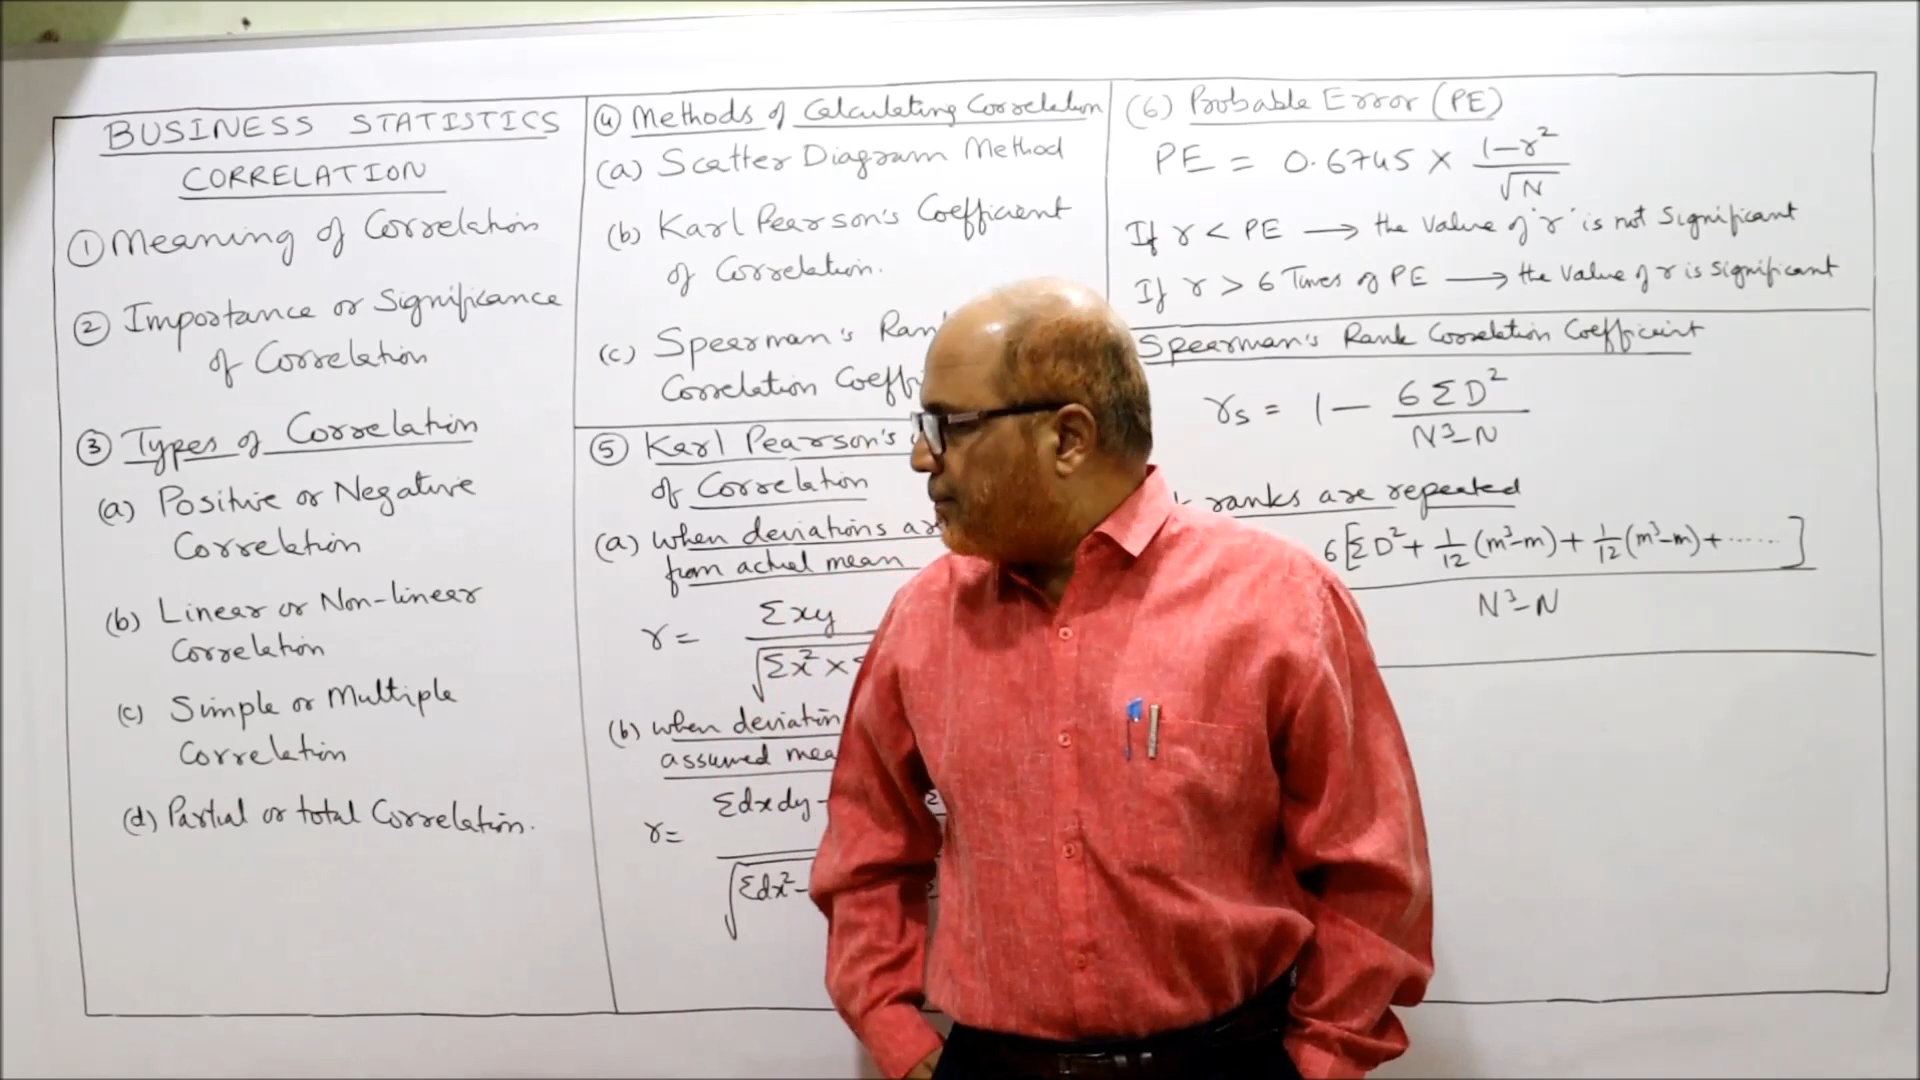 BUSINESS STATISTICS
CORRELATION
① Meaning of Correlation
② Importance or Significance
of Correlation
③ Types of Correlation
(a) Positive or Negative
Correlation
(b) Linear or Non-linear
Correlation
(c) Simple or Multiple
Correlation
(d) Partial or total Correlation.
④ Methods of Calculating Correlation
(a) Scatter Diagram Method
(b) Karl Pearson's Coefficient
of Correlation.
(c) Spearman's
Correlation
⑤ Karl Pearson's
of Correlation
(a) when deviations
from actual mean
r = Σxy
√Σx² ×
(b) when
assumed
r = Σdxdy -
√Σdx² -
(6) Probable Error (PE)
PE = 0.6745 × 1-r²
√N
If r < PE → the value of 'r' is not Significant
If r > 6 Times of PE → the value of r is significant
Spearman's Rank Correlation Coefficient
rs = 1 - 6ΣD²
N³-N
ranks are repeated
6[ΣD² + 1/12 (m³-m) + 1/12 (m³-m) + ......]
N³-N